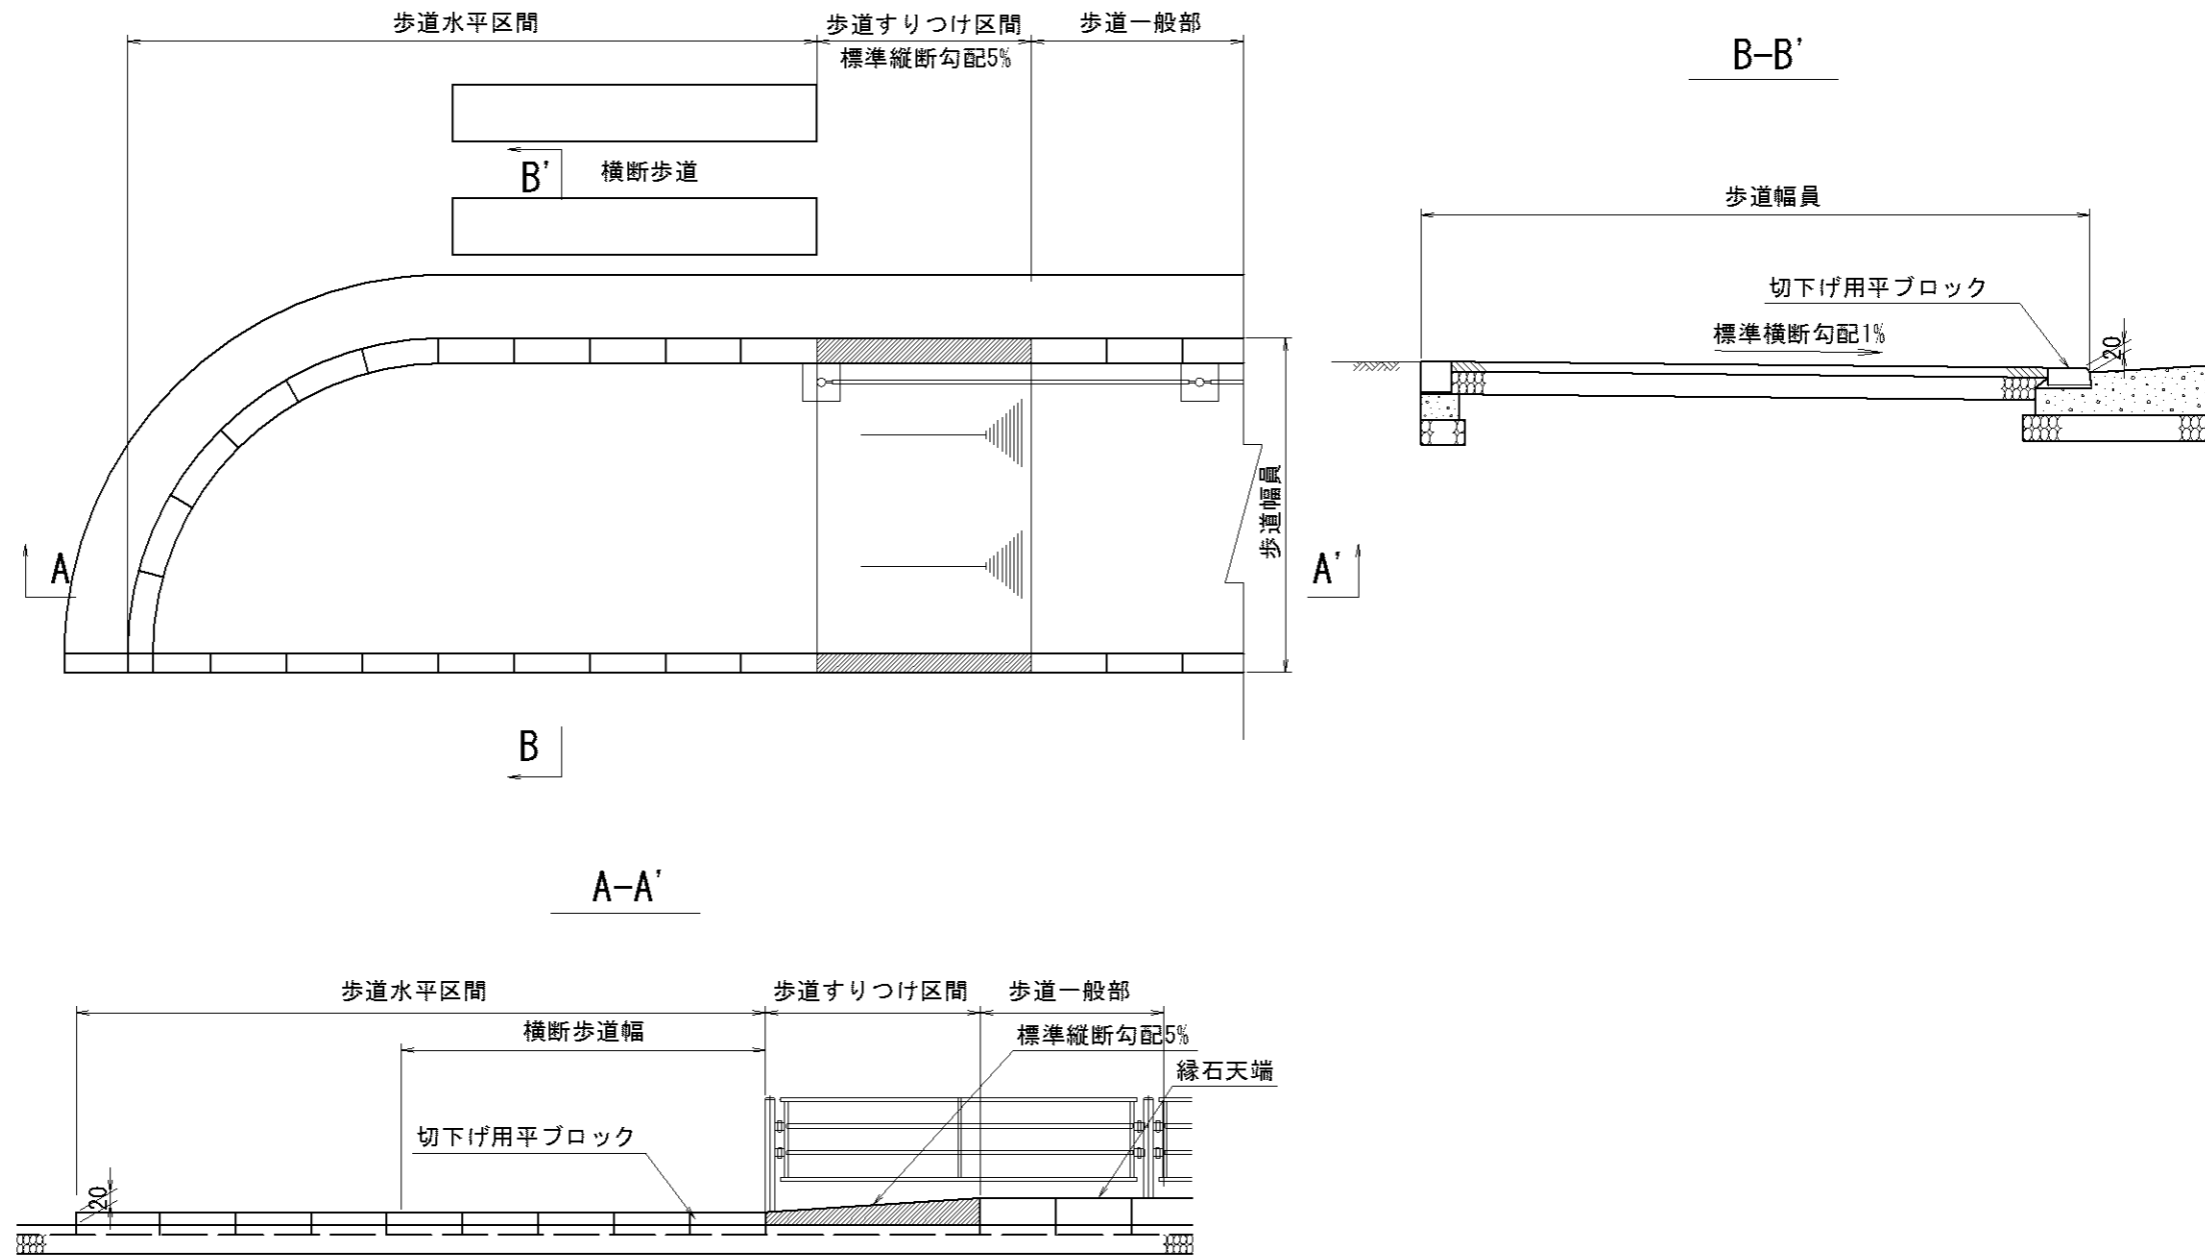 歩道水平区間
歩道すりつけ区間
標準縦断勾配5%
歩道一般部
B'
横断歩道
A
歩道幅員
A'
B
B-B'
歩道幅員
切下げ用平ブロック
標準横断勾配1%
20
A-A'
歩道水平区間
歩道すりつけ区間
歩道一般部
横断歩道幅
標準縦断勾配5%
縁石天端
切下げ用平ブロック
20